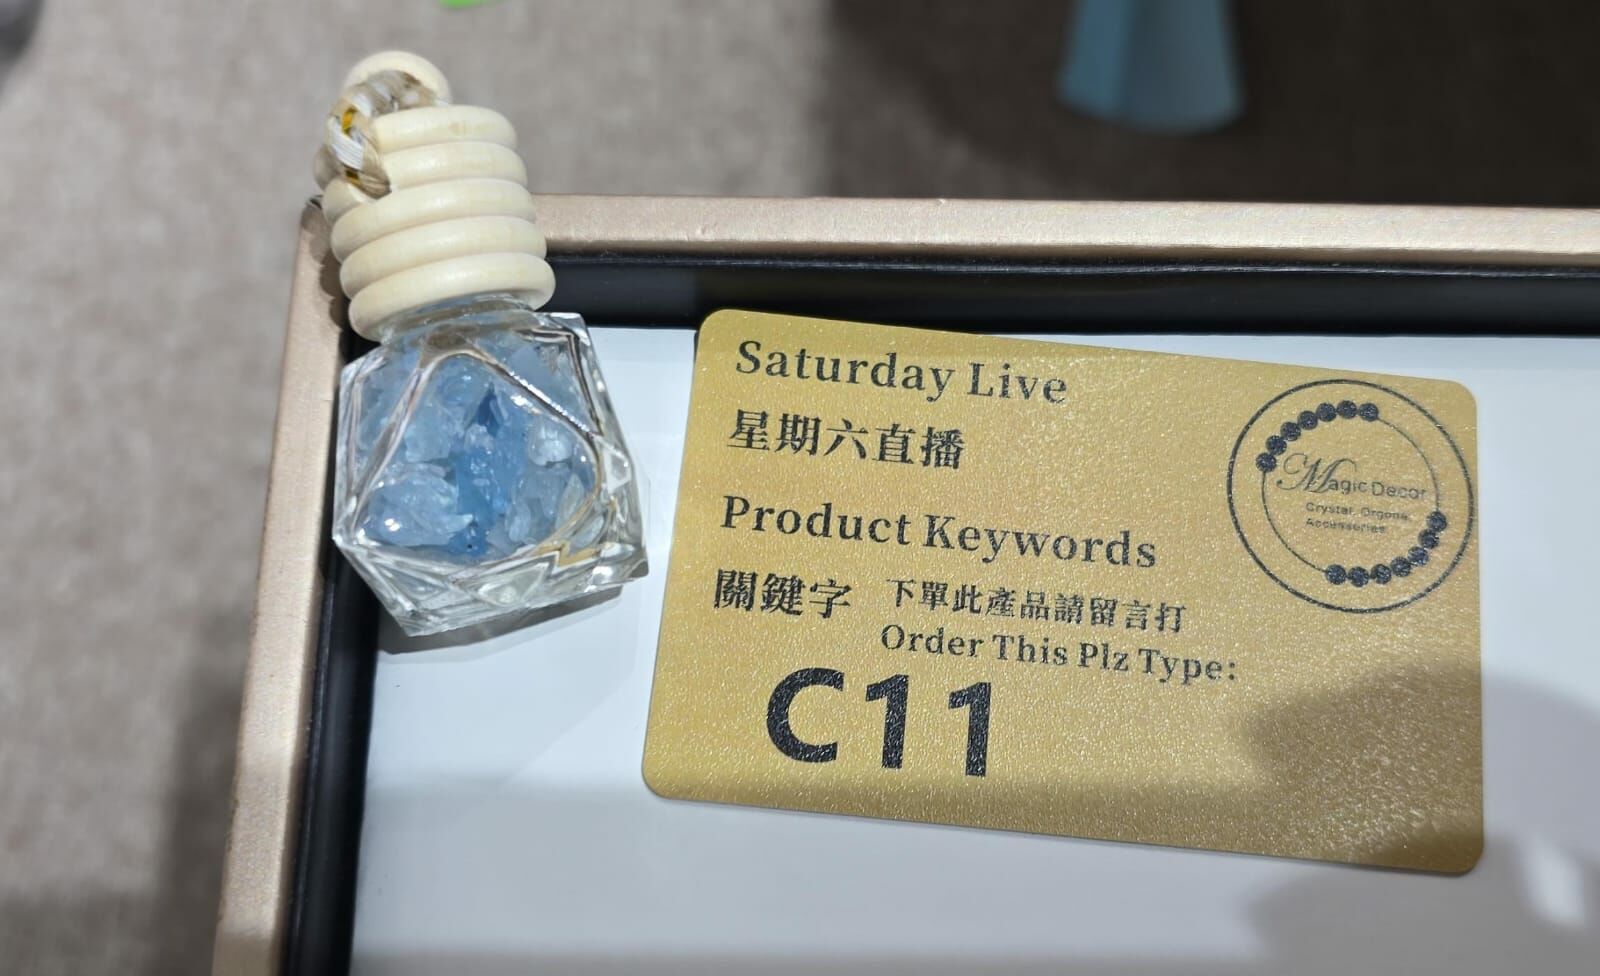 Saturday Live
星期六直播
Product Keywords
關鍵字
下單此產品請留言打
Order This Plz Type:
C11
Magic Decor
Crystal, Orgone,
Accessories